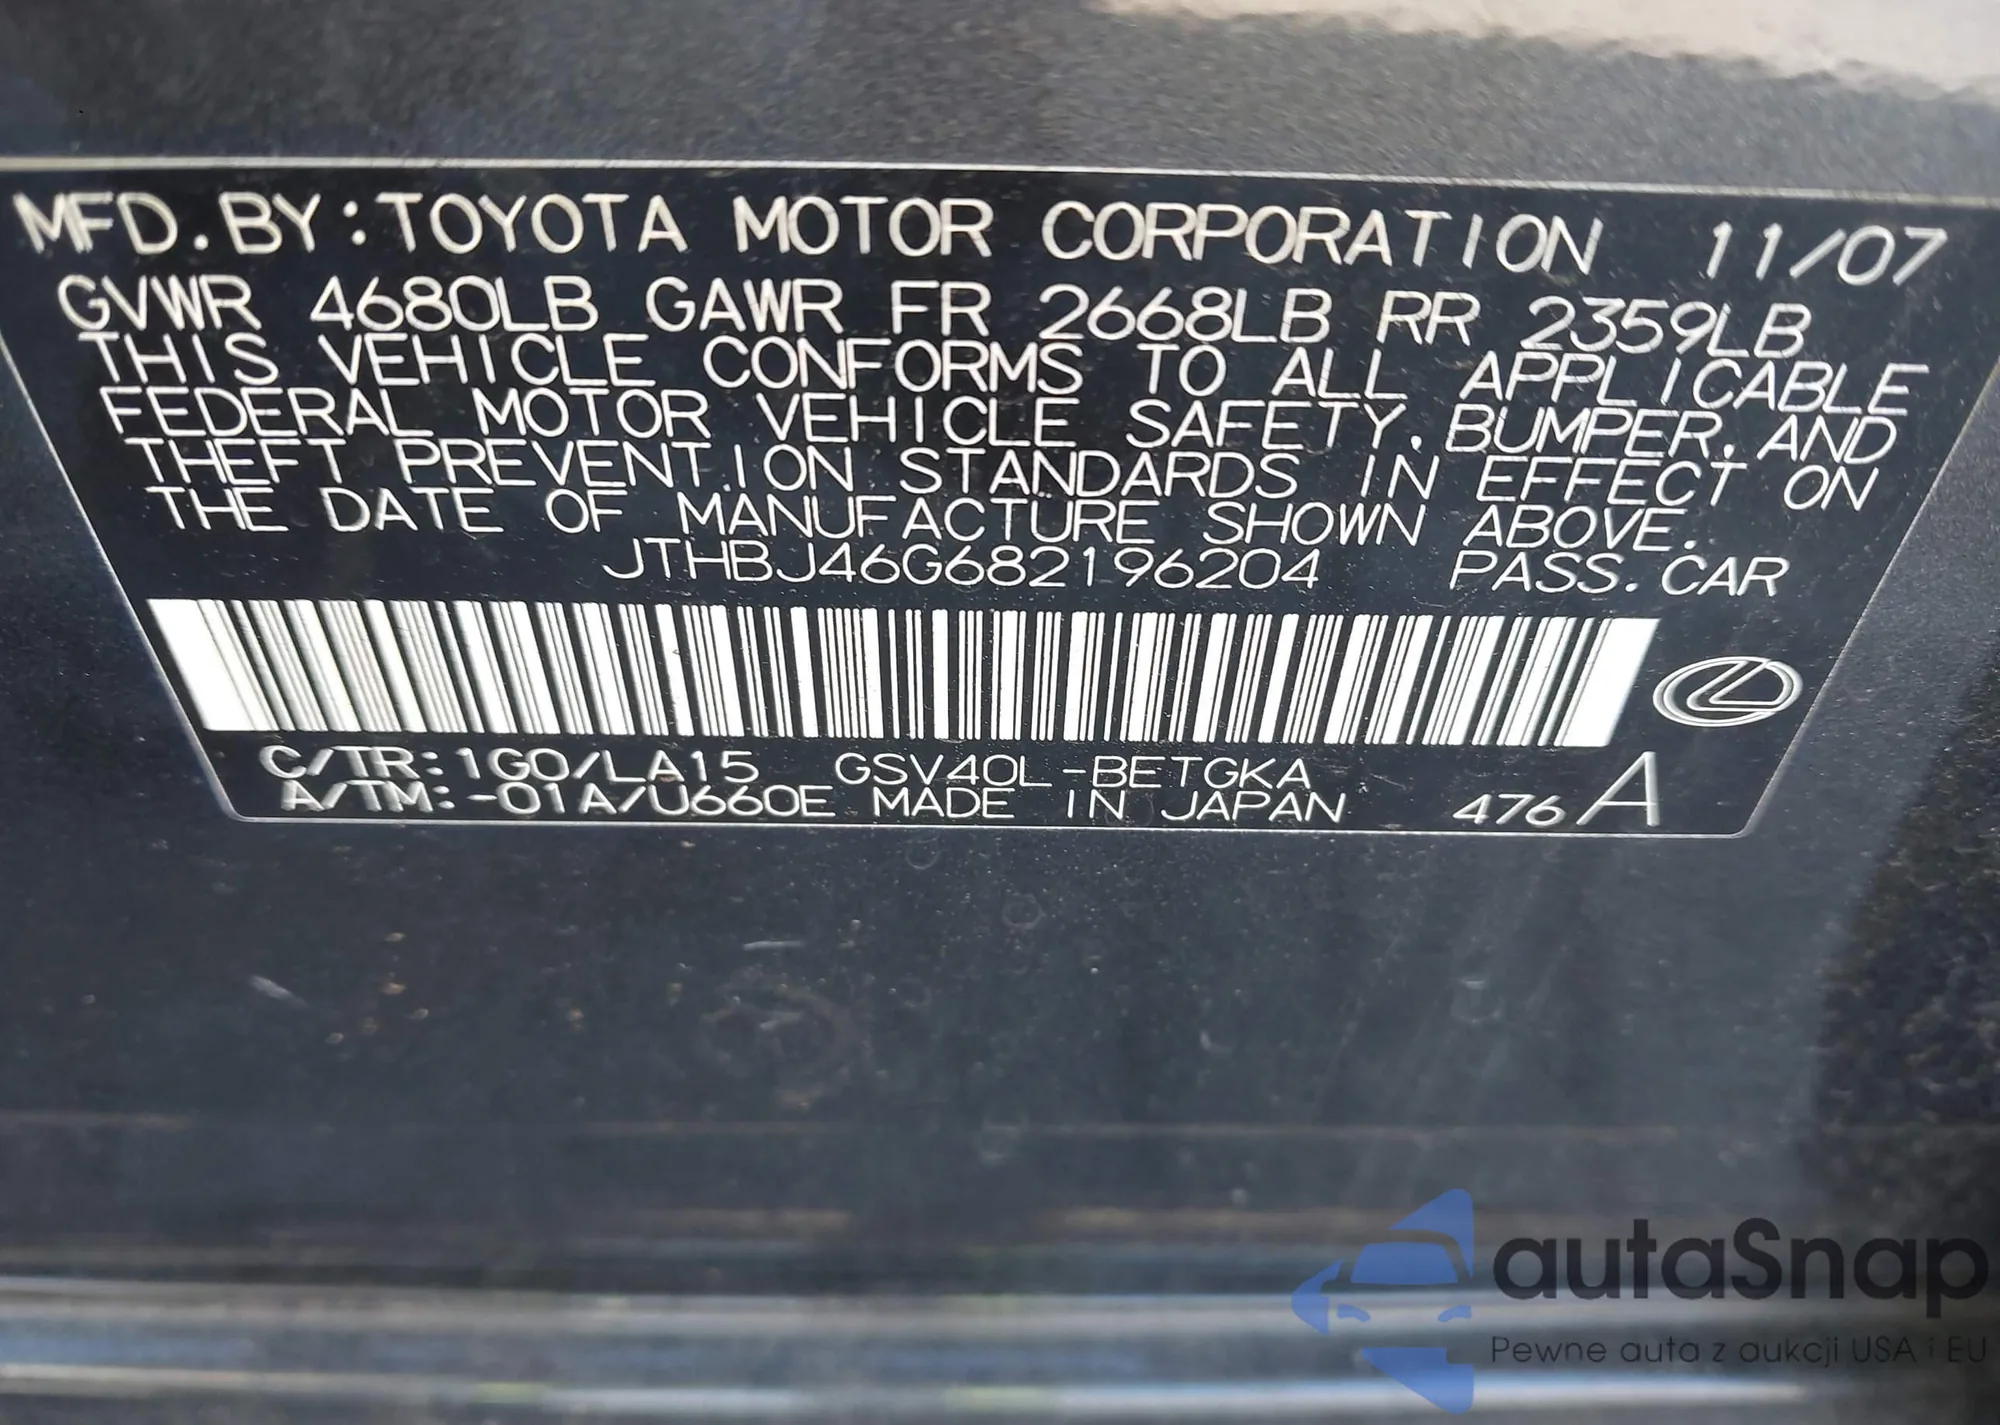 MFD.BY:TOYOTA MOTOR CORPORATION 11/07
GVWR 4680LB GAWR FR 2668LB RR 2359LB
THIS VEHICLE CONFORMS TO ALL APPLICABLE
FEDERAL MOTOR VEHICLE SAFETY, BUMPER, AND
THEFT PREVENTION STANDARDS IN EFFECT ON
THE DATE OF MANUFACTURE SHOWN ABOVE.
JTHBJ46G682196204 PASS.CAR
C/TR:1G0/LA15 GSV40L-BETGKA
A/TM:-01A/U660E MADE IN JAPAN 476 A
autaSnap
Pewne auta z aukcji USA i EU